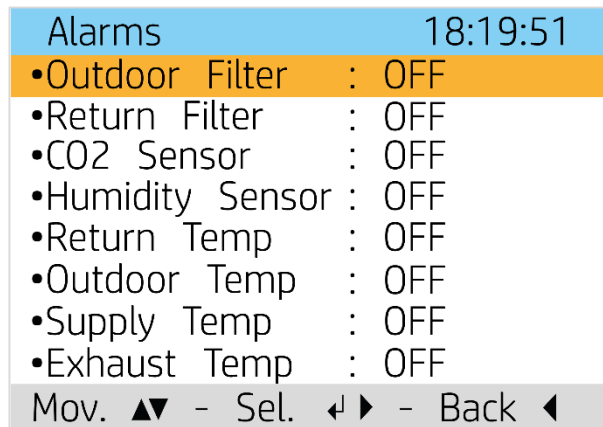 Alarms 18:19:51
•Outdoor Filter : OFF
•Return Filter : OFF
•CO2 Sensor : OFF
•Humidity Sensor : OFF
•Return Temp : OFF
•Outdoor Temp : OFF
•Supply Temp : OFF
•Exhaust Temp : OFF
Mov. ▲▼ - Sel. ↲ ▶ - Back ◀